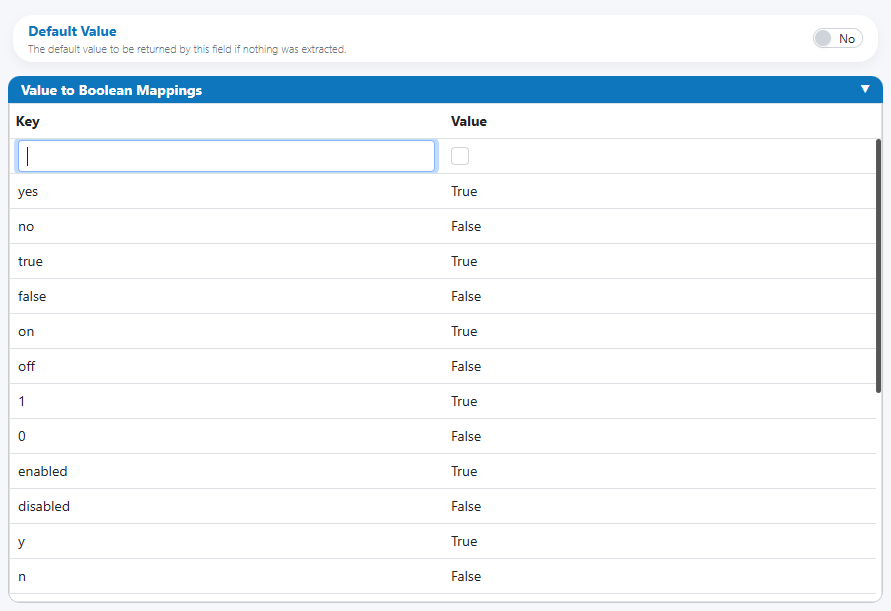 Default Value
The default value to be returned by this field if nothing was extracted.
No
Value to Boolean Mappings
Key Value
yes True
no False
true True
false False
on True
off False
1 True
0 False
enabled True
disabled False
y True
n False